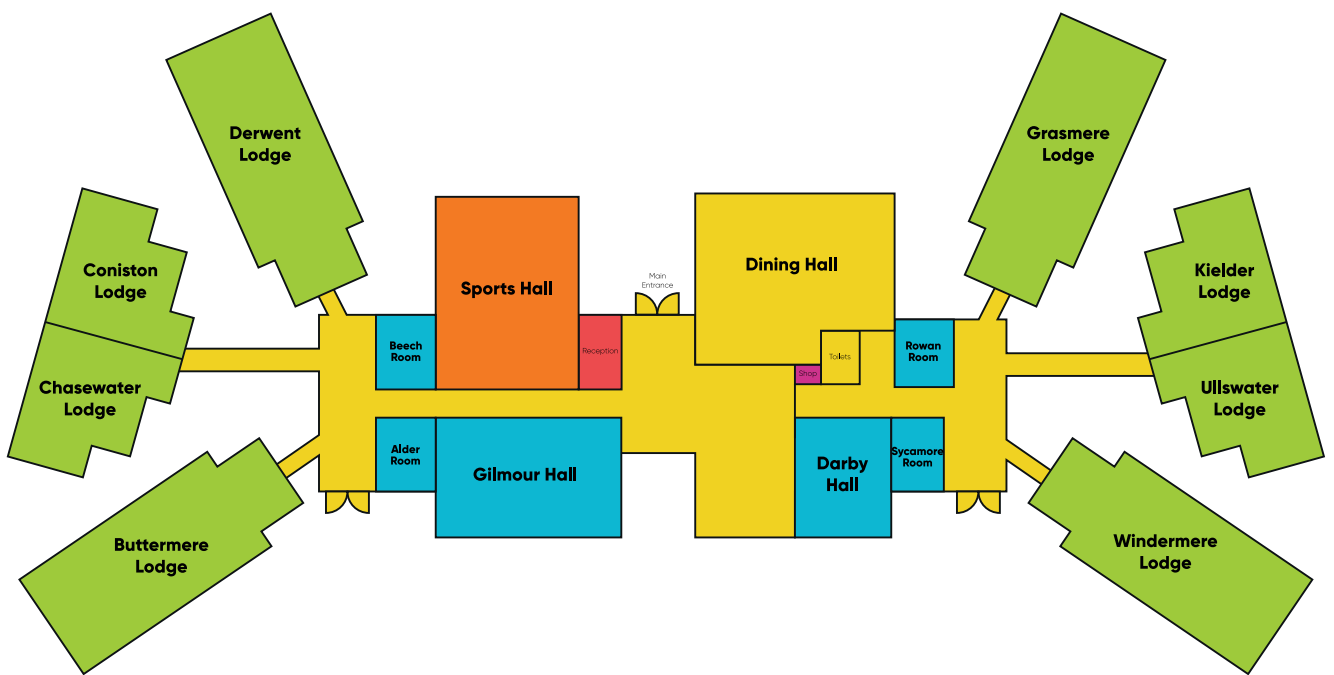 Derwent
Lodge
Grasmere
Lodge
Coniston
Lodge
Sports Hall
Main
Entrance
Dining Hall
Kielder
Lodge
Beech
Room
Reception
Toilets
Shop
Rowan
Room
Chasewater
Lodge
Ullswater
Lodge
Alder
Room
Gilmour Hall
Darby
Hall
Sycamore
Room
Buttermere
Lodge
Windermere
Lodge